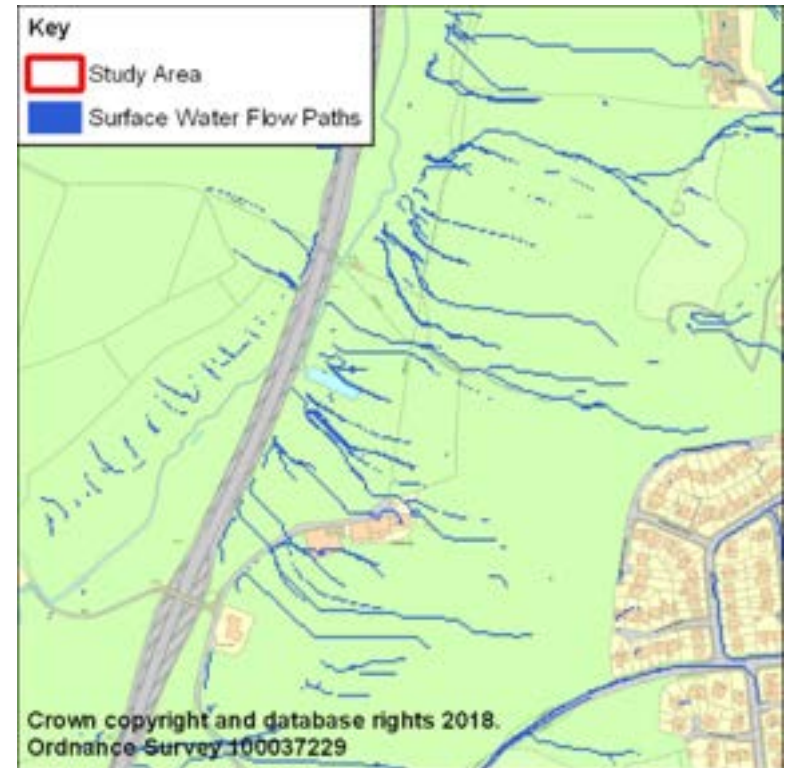 Key
Study Area
Surface Water Flow Paths
Crown copyright and database rights 2018.
Ordnance Survey 100037229